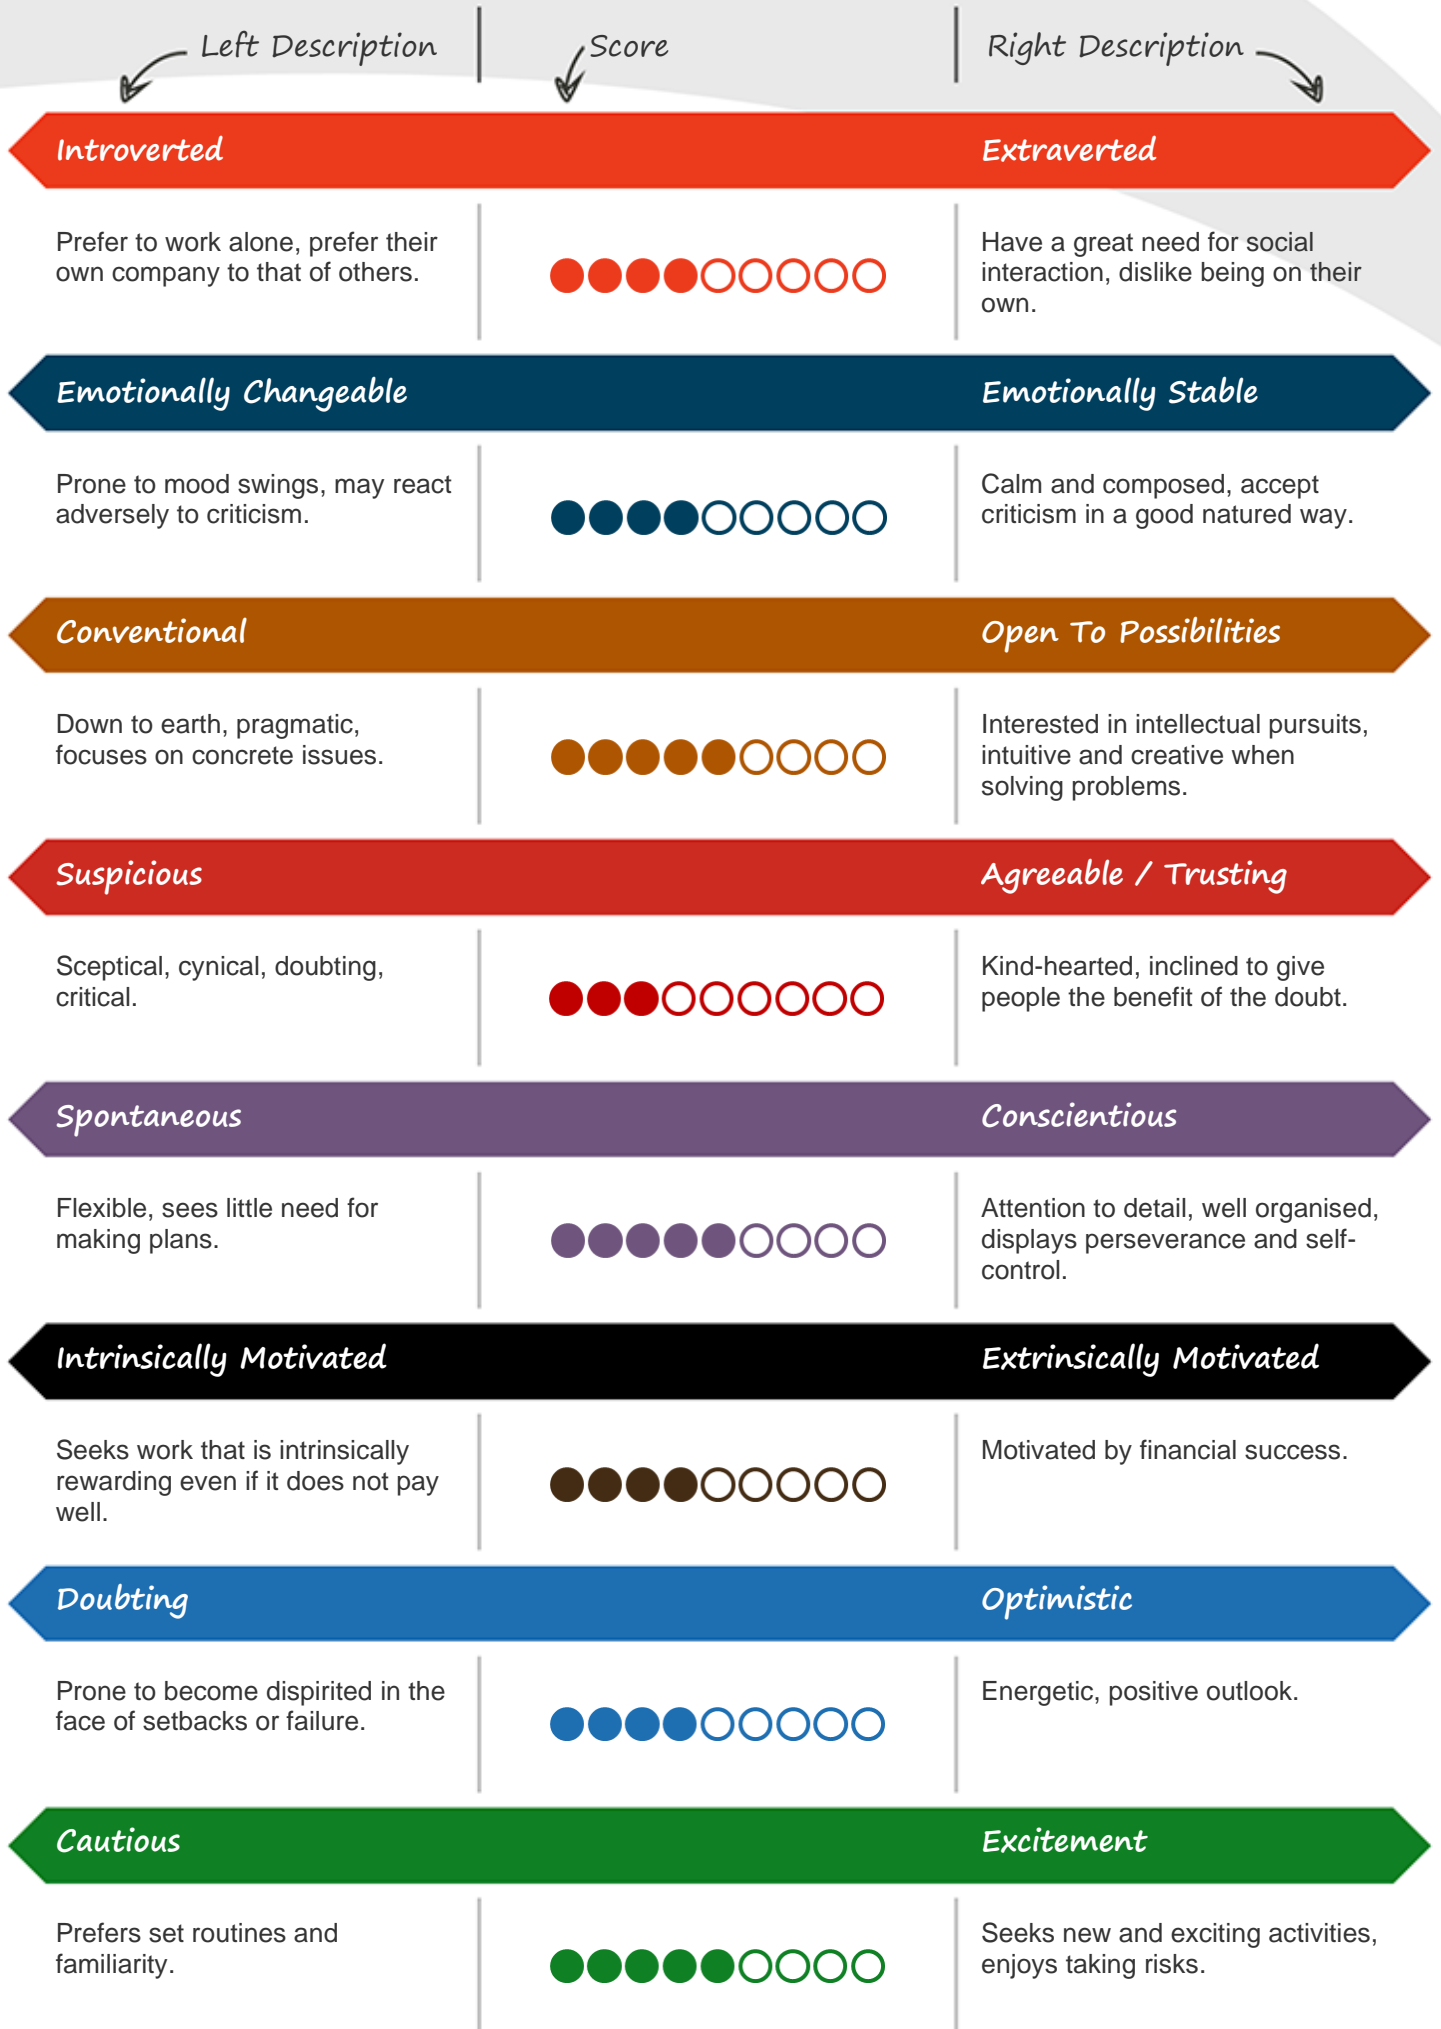 Left Description
Score
Right Description
Introverted
Extraverted
Prefer to work alone, prefer their
own company to that of others.
Have a great need for social
interaction, dislike being on their
own.
Emotionally Changeable
Emotionally Stable
Prone to mood swings, may react
adversely to criticism.
Calm and composed, accept
criticism in a good natured way.
Conventional
Open To Possibilities
Down to earth, pragmatic,
focuses on concrete issues.
Interested in intellectual pursuits,
intuitive and creative when
solving problems.
Suspicious
Agreeable / Trusting
Sceptical, cynical, doubting,
critical.
Kind-hearted, inclined to give
people the benefit of the doubt.
Spontaneous
Conscientious
Flexible, sees little need for
making plans.
Attention to detail, well organised,
displays perseverance and self-
control.
Intrinsically Motivated
Extrinsically Motivated
Seeks work that is intrinsically
rewarding even if it does not pay
well.
Motivated by financial success.
Doubting
Optimistic
Prone to become dispirited in the
face of setbacks or failure.
Energetic, positive outlook.
Cautious
Excitement
Prefers set routines and
familiarity.
Seeks new and exciting activities,
enjoys taking risks.